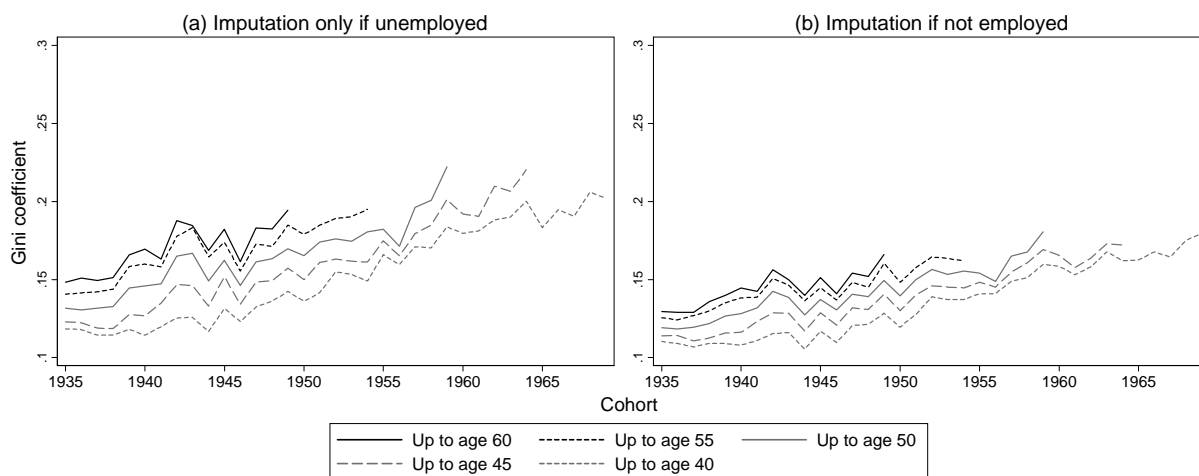 (a) Imputation only if unemployed
(b) Imputation if not employed
Gini coefficient
.3
.25
.2
.15
.1
.3
.25
.2
.15
.1
1935 1940 1945 1950 1955 1960 1965
1935 1940 1945 1950 1955 1960 1965
Cohort
Up to age 60 Up to age 55 Up to age 50
Up to age 45 Up to age 40